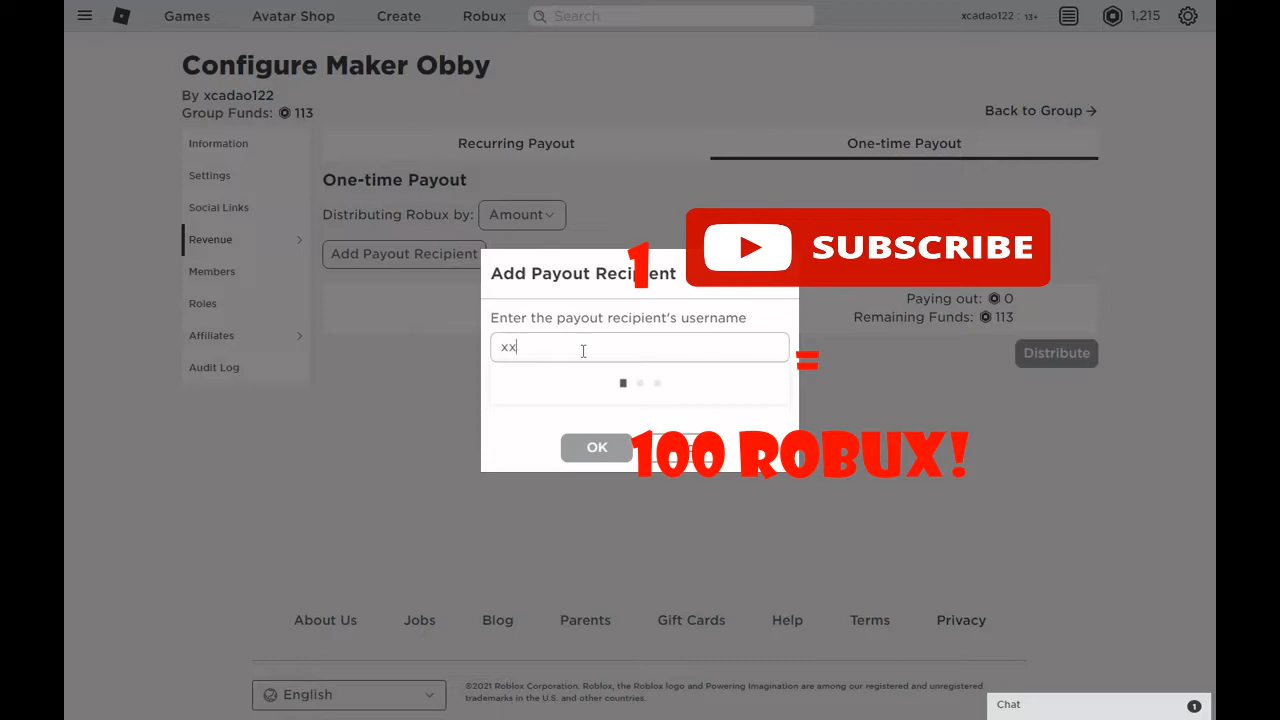 Games Avatar Shop Create Robux Search xcadao122 : 13+ 1,215
Configure Maker Obby
By xcadao122
Group Funds: 113
Back to Group →
Information
Settings
Social Links
Revenue
Members
Roles
Affiliates
Audit Log
Recurring Payout One-time Payout
One-time Payout
Distributing Robux by: Amount
Add Payout Recipient
Add Payout Recipient
1 SUBSCRIBE
Enter the payout recipient's username
xx
=
OK
100 ROBUX!
Paying out: 0
Remaining Funds: 113
Distribute
About Us Jobs Blog Parents Gift Cards Help Terms Privacy
English
©2021 Roblox Corporation. Roblox, the Roblox logo and Powering Imagination are among our registered and unregistered
trademarks in the U.S. and other countries.
Chat 1